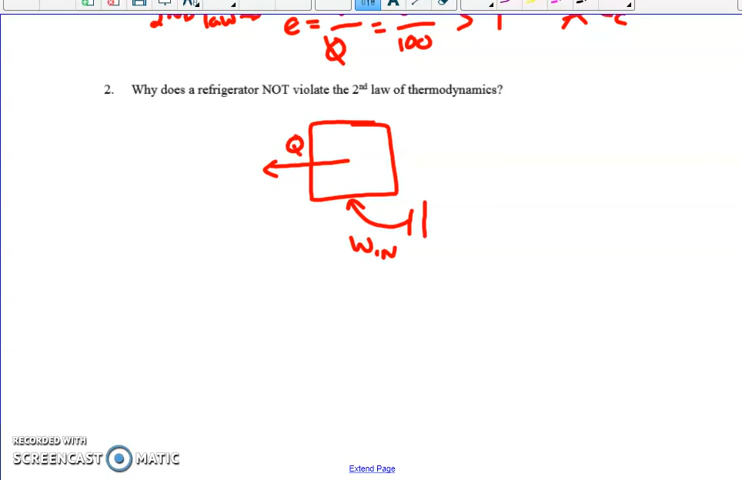 e = — = — > 1
Q 100
2. Why does a refrigerator NOT violate the 2nd law of thermodynamics?
Q
WIN
RECORDED WITH
SCREENCAST MATIC
Extend Page